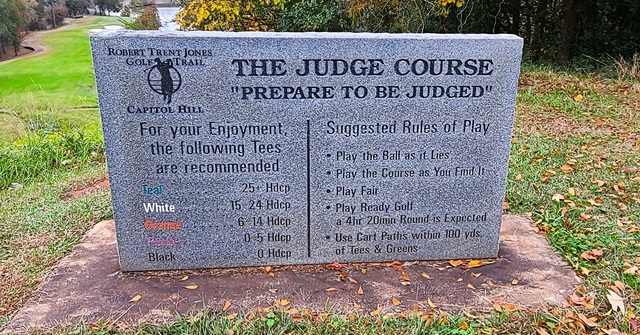 ROBERT TRENT JONES
GOLF TRAIL
CAPITOL HILL
THE JUDGE COURSE
"PREPARE TO BE JUDGED"
For your Enjoyment,
the following Tees
are recommended
Teal 25+ Hdcp
White 15-24 Hdcp
Orange 6-14 Hdcp
Purple 0-5 Hdcp
Black 0 Hdcp
Suggested Rules of Play
• Play the Ball as it Lies
• Play the Course as You Find It
• Play Fair
• Play Ready Golf
a 4hr 20min Round is Expected
• Use Cart Paths within 100 yds.
of Tees & Greens